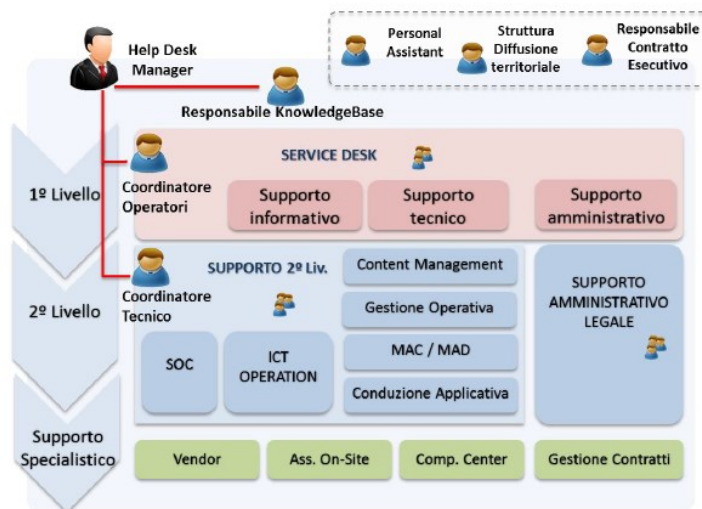 Help Desk
Manager
Personal
Assistant
Struttura
Diffusione
territoriale
Responsabile
Contratto
Esecutivo
Responsabile KnowledgeBase
1º Livello
Coordinatore
Operatori
SERVICE DESK
Supporto
informativo
Supporto
tecnico
Supporto
amministrativo
2º Livello
Coordinatore
Tecnico
SUPPORTO 2º Liv.
SOC
ICT
OPERATION
Content Management
Gestione Operativa
MAC / MAD
Conduzione Applicativa
SUPPORTO
AMMINISTRATIVO
LEGALE
Supporto
Specialistico
Vendor
Ass. On-Site
Comp. Center
Gestione Contratti